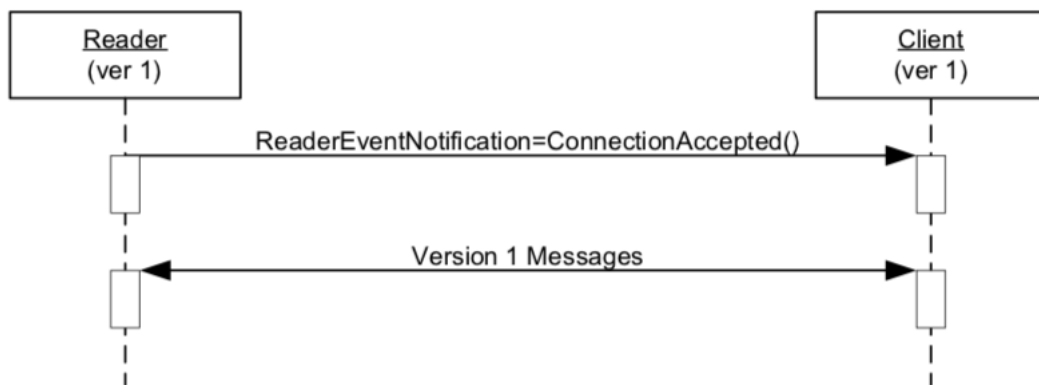 Reader
(ver 1)
Client
(ver 1)
ReaderEventNotification=ConnectionAccepted()
Version 1 Messages